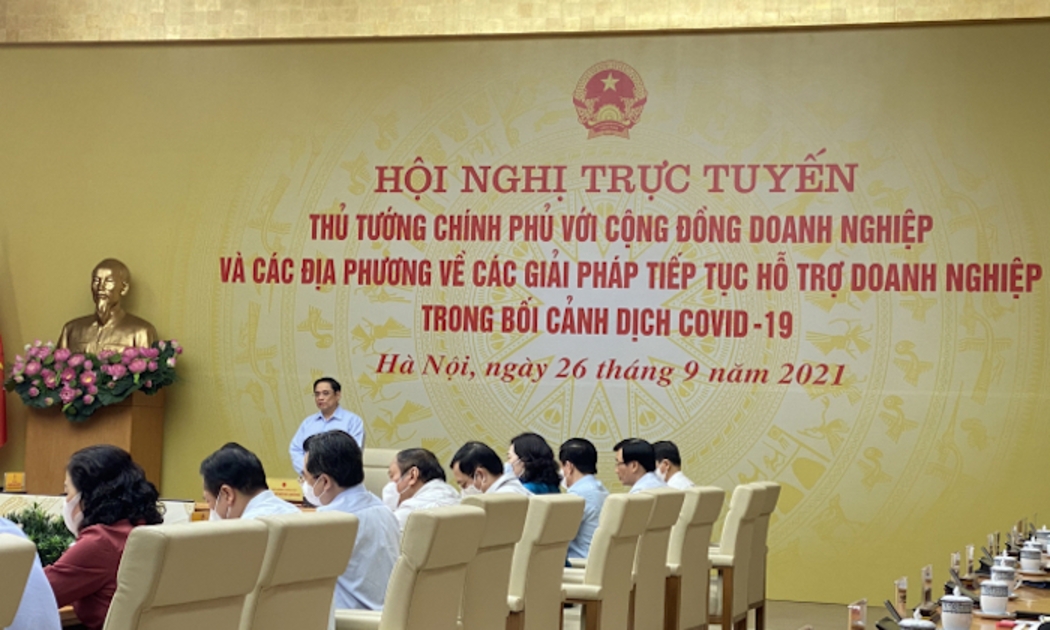 HỘI NGHỊ TRỰC TUYẾN
THỦ TƯỚNG CHÍNH PHỦ VỚI CỘNG ĐỒNG DOANH NGHIỆP
VÀ CÁC ĐỊA PHƯƠNG VỀ CÁC GIẢI PHÁP TIẾP TỤC HỖ TRỢ DOANH NGHIỆP
TRONG BỐI CẢNH DỊCH COVID -19
Hà Nội, ngày 26 tháng 9 năm 2021